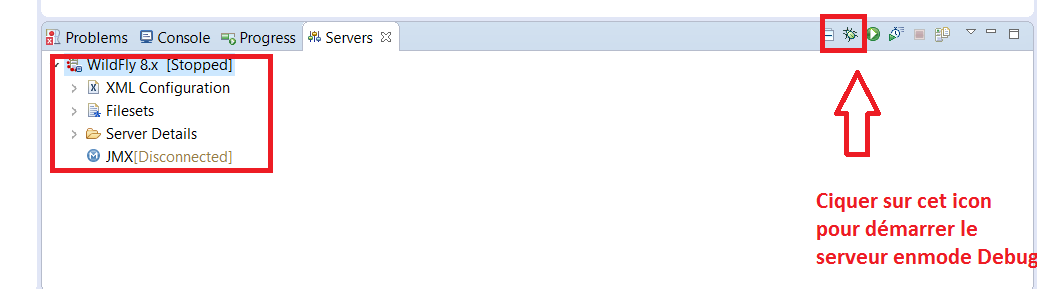 Problems Console Progress Servers
WildFly 8.x [Stopped]
XML Configuration
Filesets
Server Details
JMX[Disconnected]
Ciquer sur cet icon
pour démarrer le
serveur enmode Debug